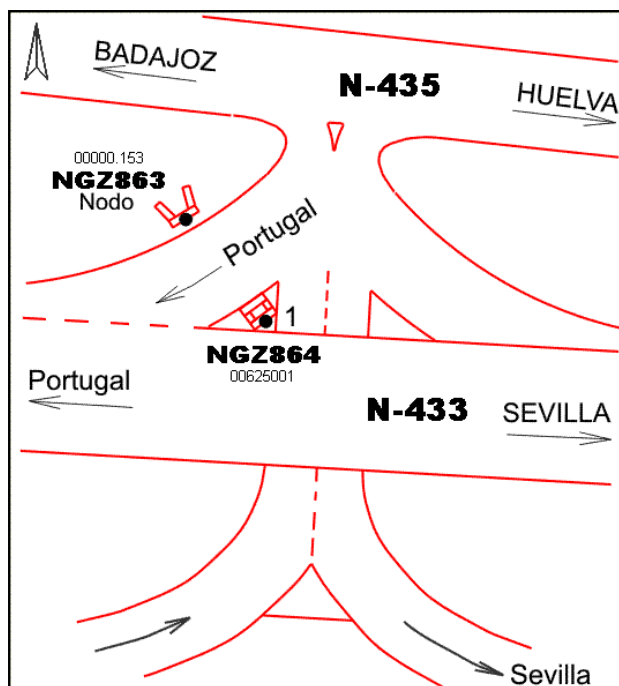 BADAJOZ
N-435
HUELVA
00000.153
NGZ863
Nodo
Portugal
1
NGZ864
00625001
Portugal
N-433
SEVILLA
Sevilla